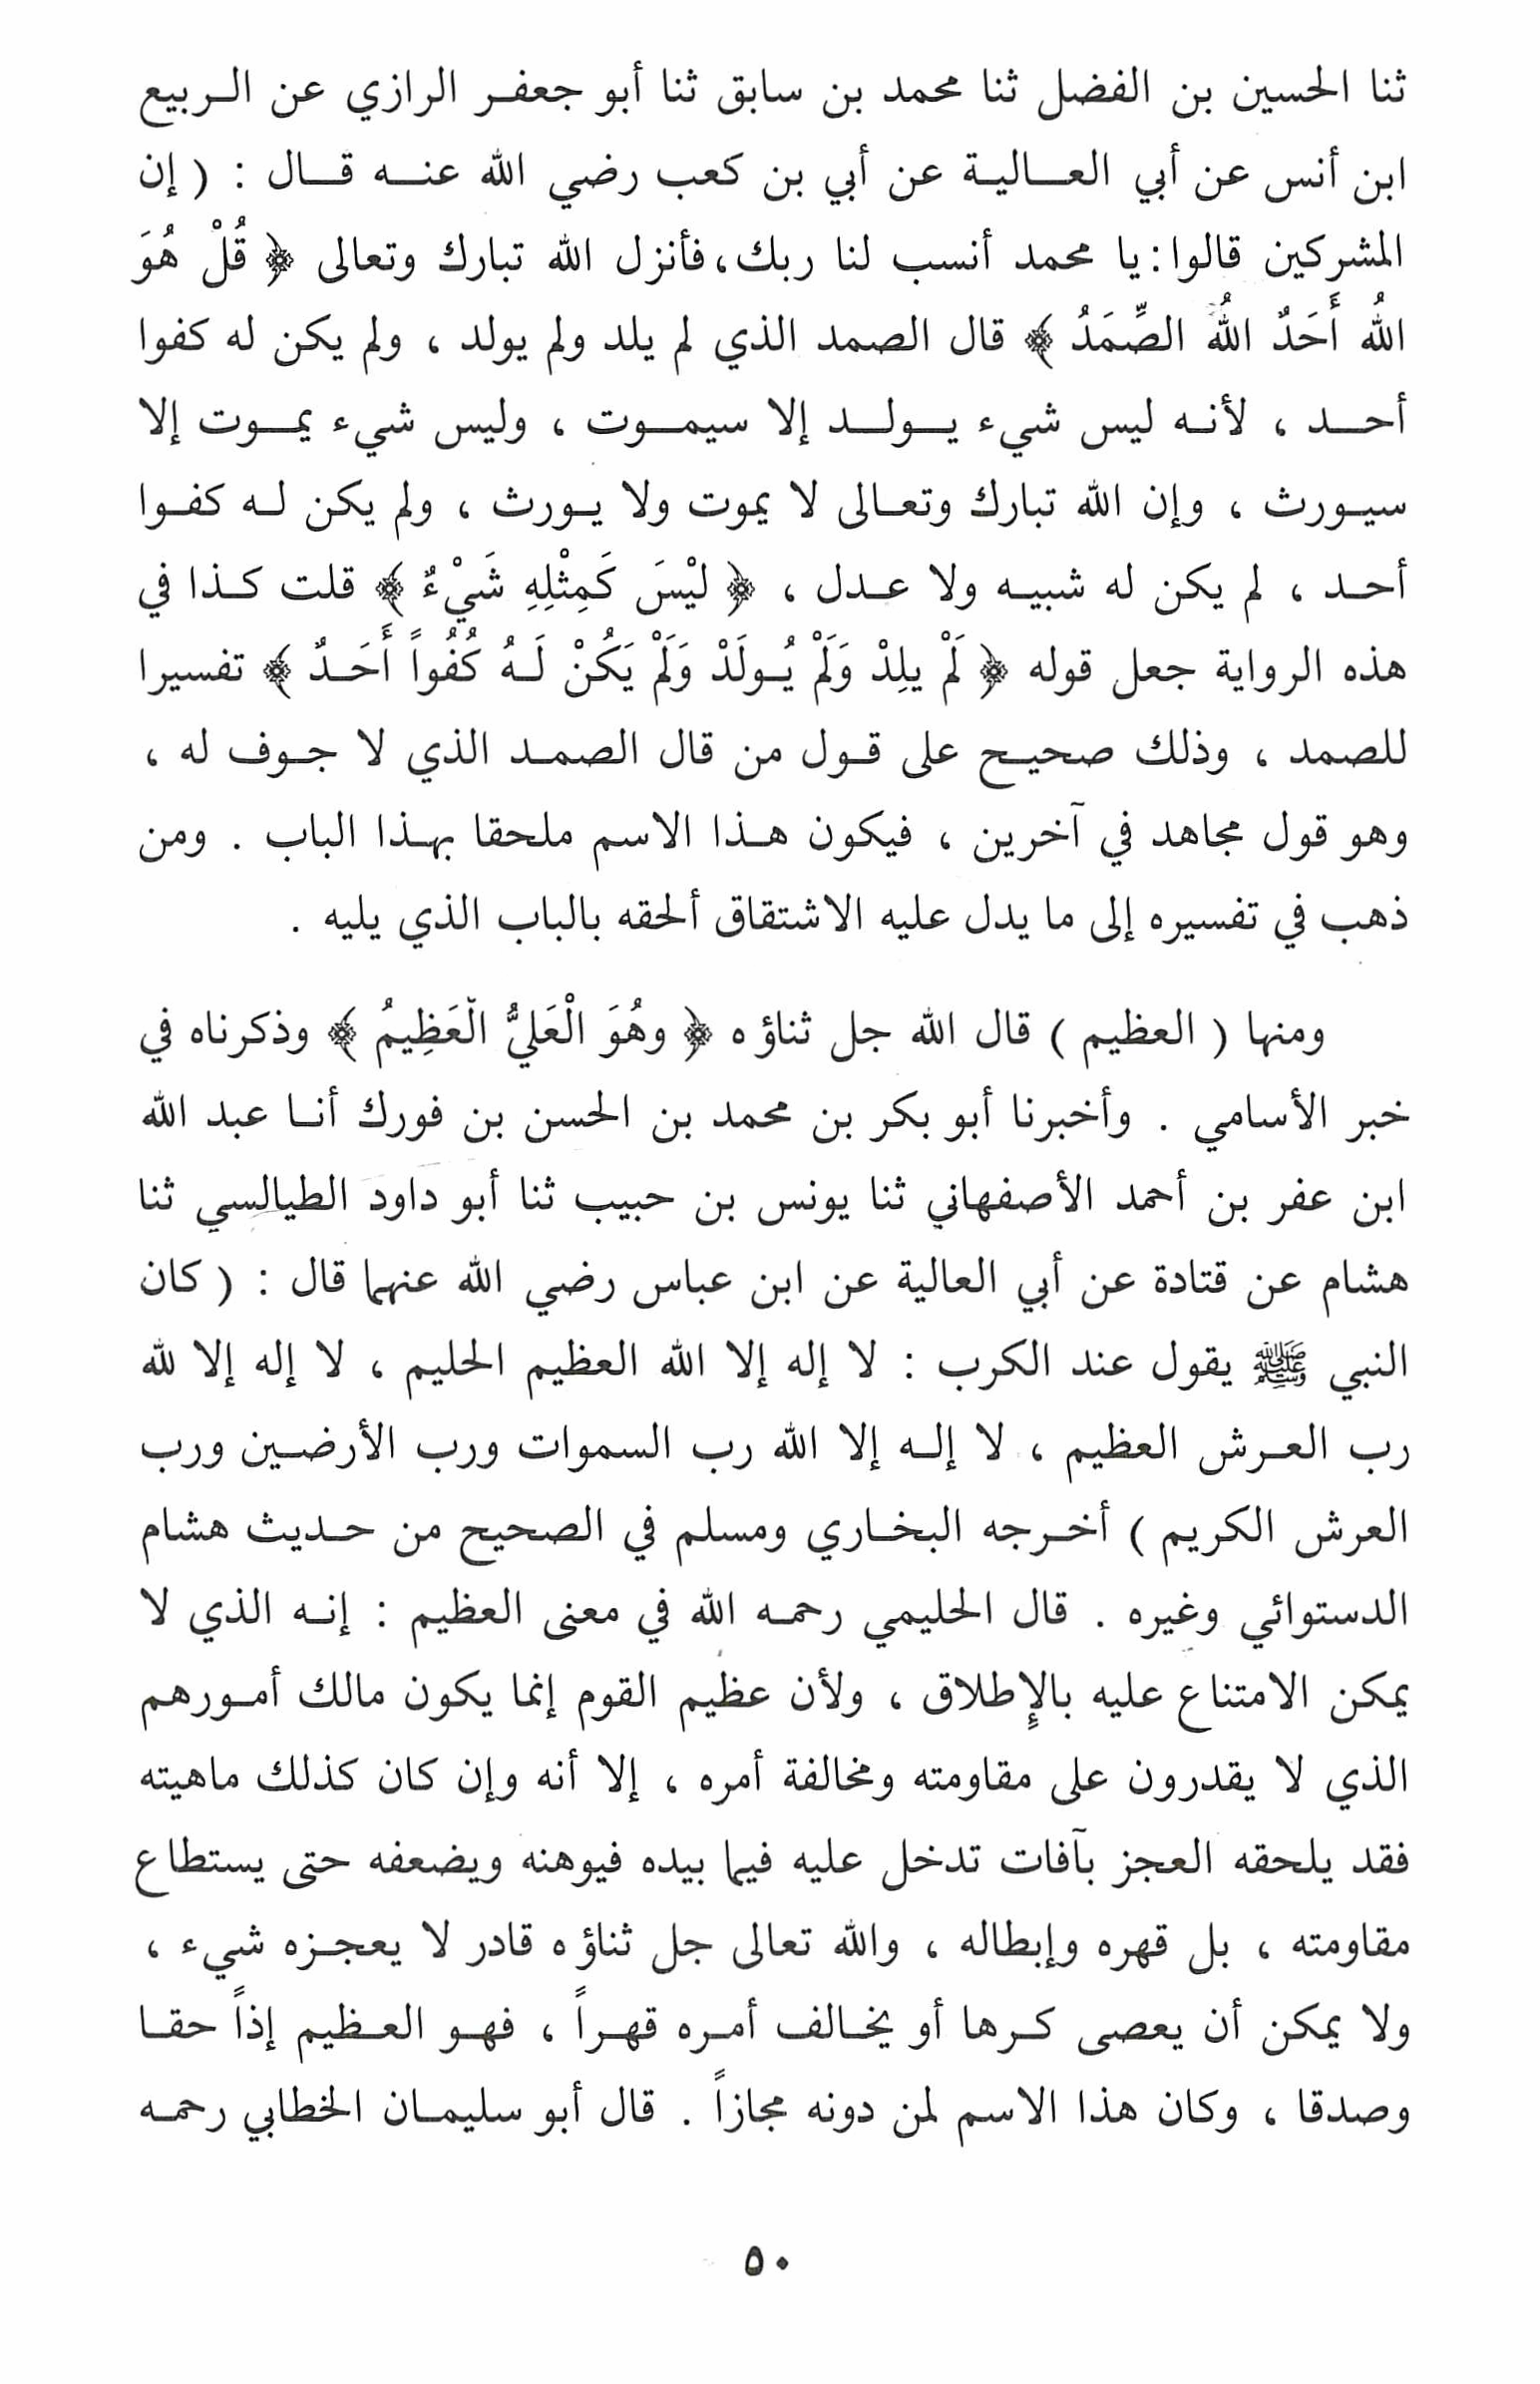 ثنا الحسين بن الفضل ثنا محمد بن سابق ثنا أبو جعفر الرازي عن الربيع
ابن أنس عن أبي العالية عن أبي بن كعب رضي الله عنه قال : ( إن
المشركين قالوا : يا محمد أنسب لنا ربك ، فأنزل الله تبارك وتعالى ﴿ قُلْ هُوَ
اللهُ أَحَدٌ اللهُ الصِّمَدُ ﴾ قال الصمد الذي لم يلد ولم يولد ، ولم يكن له كفوا
أحد ، لأنه ليس شيء يولد إلا سيموت ، وليس شيء يموت إلا
سيورث ، وإن الله تبارك وتعالى لا يموت ولا يورث ، ولم يكن له كفوا
أحد ، لم يكن له شبيه ولا عدل ، ﴿ ليْسَ كَمِثْلِهِ شَيْءٌ ﴾ قلت كذا في
هذه الرواية جعل قوله ﴿ لَمْ يلِدْ وَلَمْ يُولَدْ وَلَمْ يَكُنْ لَهُ كُفُواً أَحَدٌ ﴾ تفسيرا
للصمد ، وذلك صحيح على قول من قال الصمد الذي لا جوف له ،
وهو قول مجاهد في آخرين ، فيكون هذا الاسم ملحقا بهذا الباب . ومن
ذهب في تفسيره إلى ما يدل عليه الاشتقاق ألحقه بالباب الذي يليه .
ومنها ( العظيم ) قال الله جل ثناؤه ﴿ وهُوَ الْعَليُّ الْعَظِيمُ ﴾ وذكرناه في
خبر الأسامي . وأخبرنا أبو بكر بن محمد بن الحسن بن فورك أنا عبد الله
ابن عفر بن أحمد الأصفهاني ثنا يونس بن حبيب ثنا أبو داود الطيالسي ثنا
هشام عن قتادة عن أبي العالية عن ابن عباس رضي الله عنهما قال : ( كان
النبي ﷺ يقول عند الكرب : لا إله إلا الله العظيم الحليم ، لا إله إلا لله
رب العرش العظيم ، لا إله إلا الله رب السموات ورب الأرضين ورب
العرش الكريم ) أخرجه البخاري ومسلم في الصحيح من حديث هشام
الدستوائي وغيره . قال الحليمي رحمه الله في معنى العظيم : إنه الذي لا
يمكن الامتناع عليه بالإِطلاق ، ولأن عظيم القوم إنما يكون مالك أمورهم
الذي لا يقدرون على مقاومته ومخالفة أمره ، إلا أنه وإن كان كذلك ماهيته
فقد يلحقه العجز بآفات تدخل عليه فيما بيده فيوهنه ويضعفه حتى يستطاع
مقاومته ، بل قهره وإبطاله ، والله تعالى جل ثناؤه قادر لا يعجزه شيء ،
ولا يمكن أن يعصى كرها أو يخالف أمره قهراً ، فهو العظيم إذاً حقا
وصدقا ، وكان هذا الاسم لمن دونه مجازاً . قال أبو سليمان الخطابي رحمه
٥٠